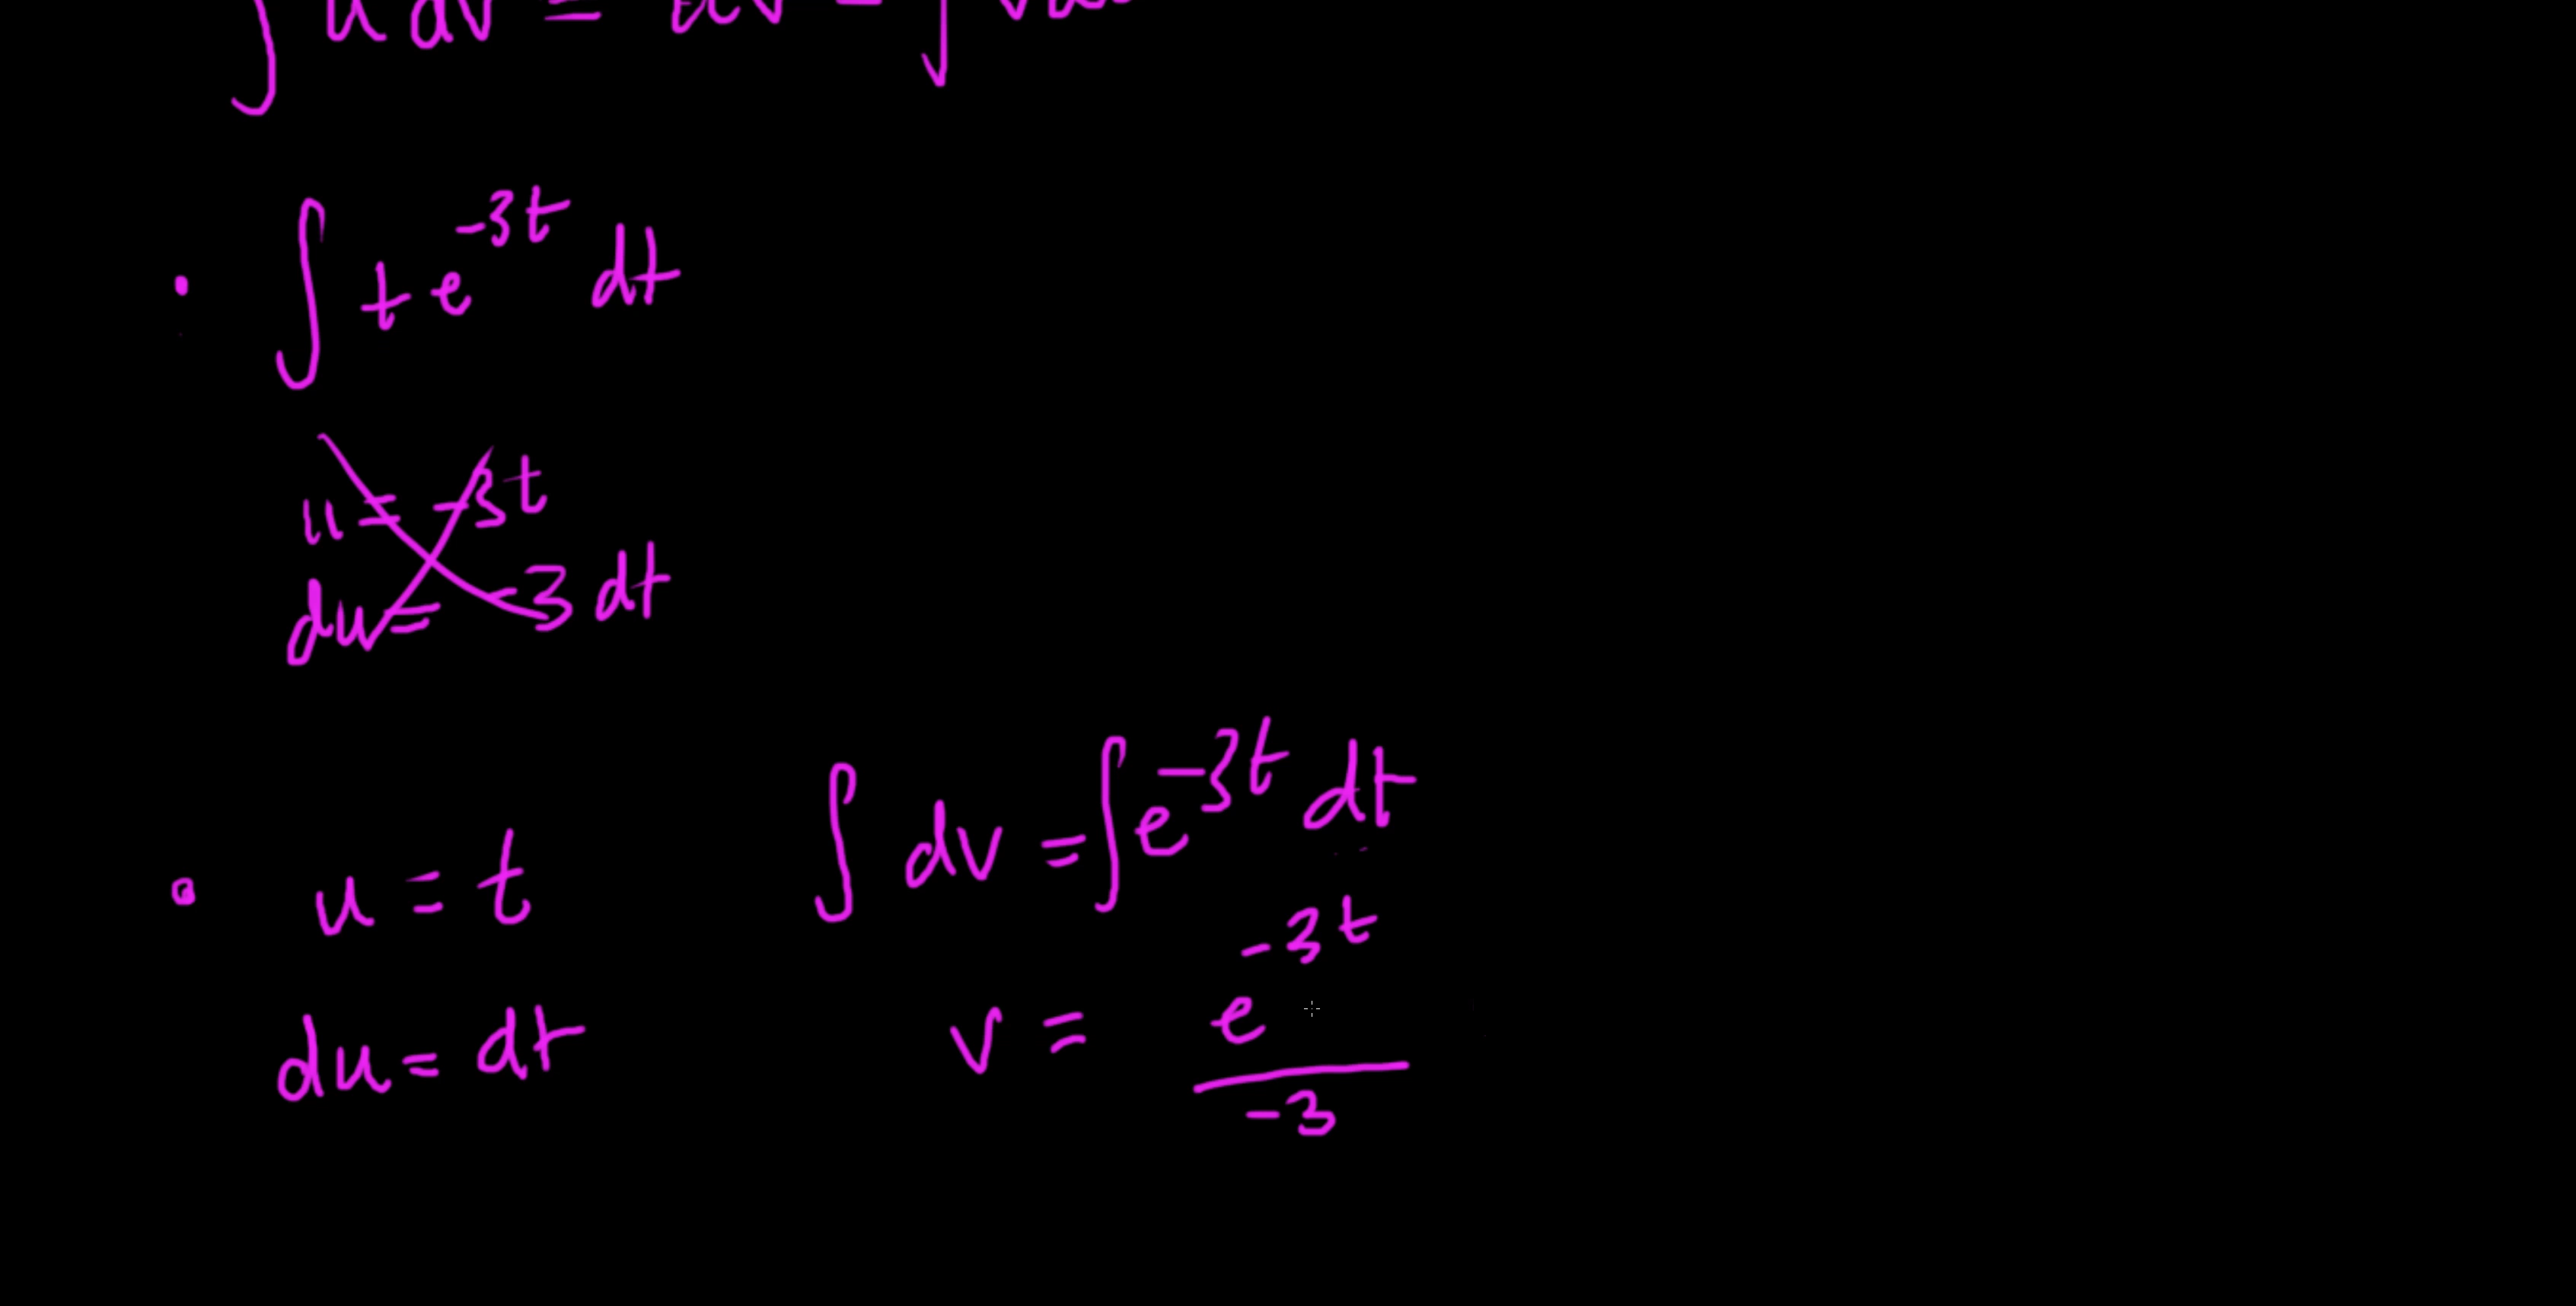 ∫ u dv = uv - ∫ v du
∫ t e^{-3t} dt
u = -3t
du = -3 dt
u = t
∫ dv = ∫ e^{-3t} dt
du = dt
v = e^{-3t} / -3